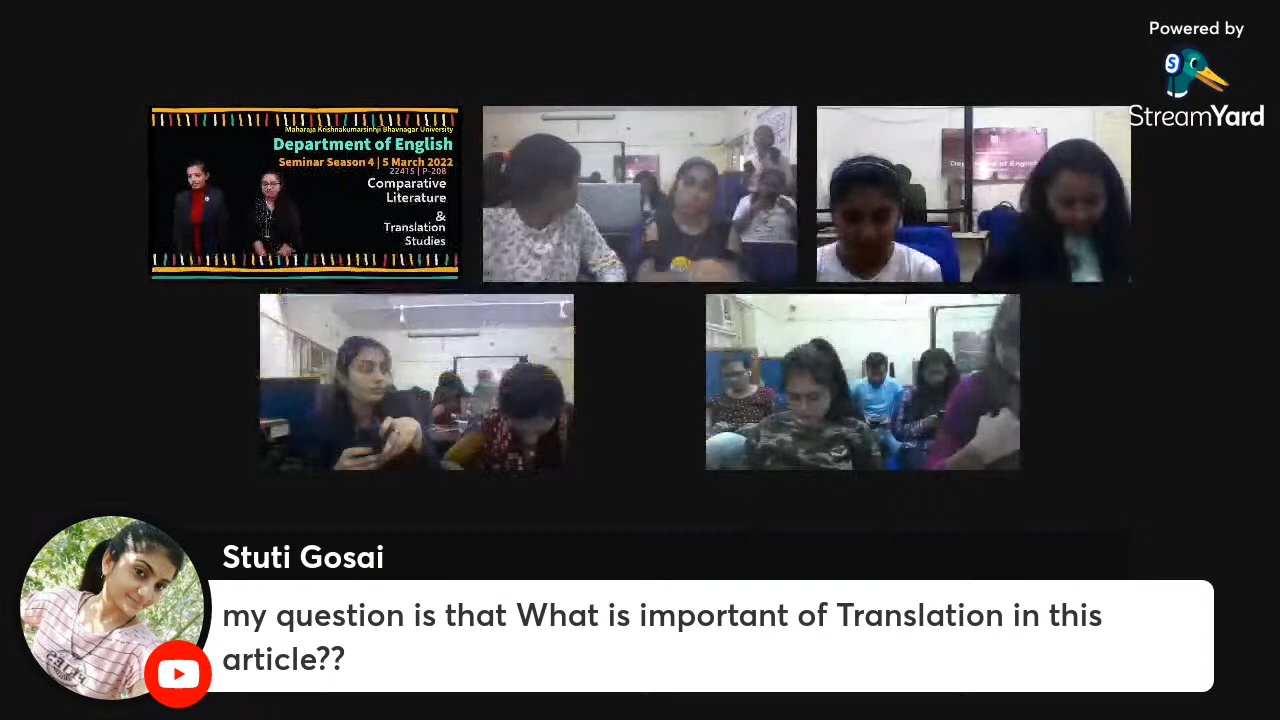 Powered by
S
StreamYard
Maharaja Krishnakumarsinhji Bhavnagar University
Department of English
Seminar Season 4 | 5 March 2022
22415 | P-208
Comparative
Literature
&
Translation
Studies
Stuti Gosai
my question is that What is important of Translation in this
article??